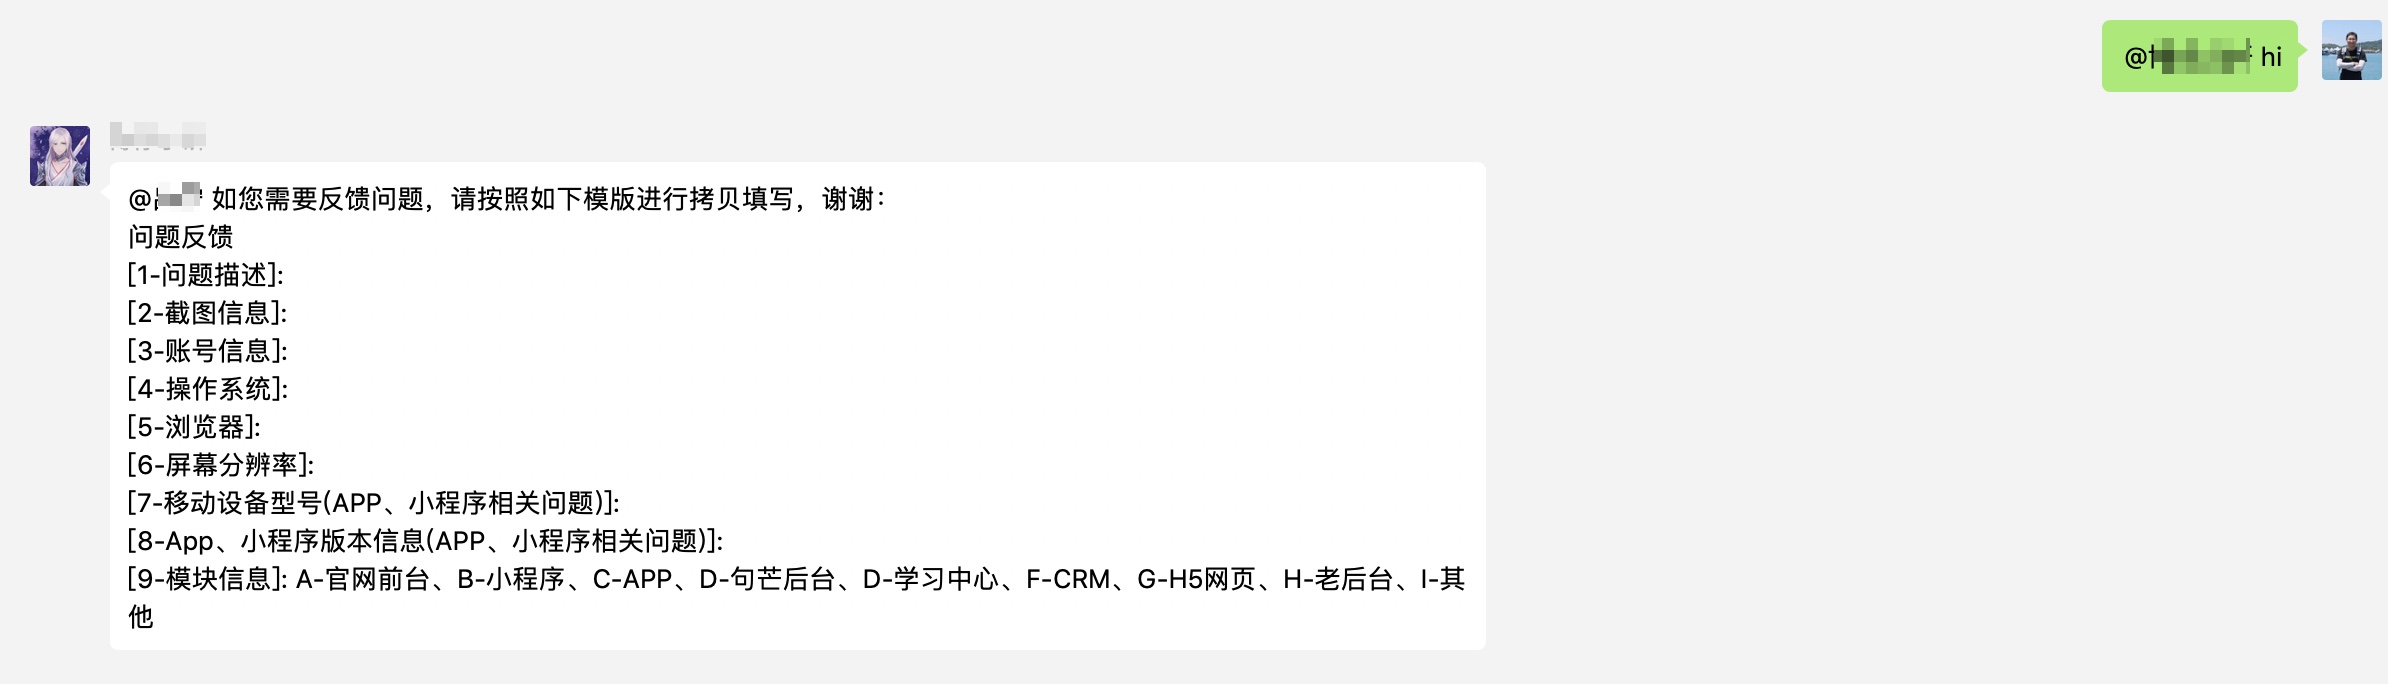 @ hi
@ 如您需要反馈问题，请按照如下模版进行拷贝填写，谢谢：
问题反馈
[1-问题描述]:
[2-截图信息]:
[3-账号信息]:
[4-操作系统]:
[5-浏览器]:
[6-屏幕分辨率]:
[7-移动设备型号(APP、小程序相关问题)]:
[8-App、小程序版本信息(APP、小程序相关问题)]:
[9-模块信息]: A-官网前台、B-小程序、C-APP、D-句芒后台、D-学习中心、F-CRM、G-H5网页、H-老后台、I-其
他